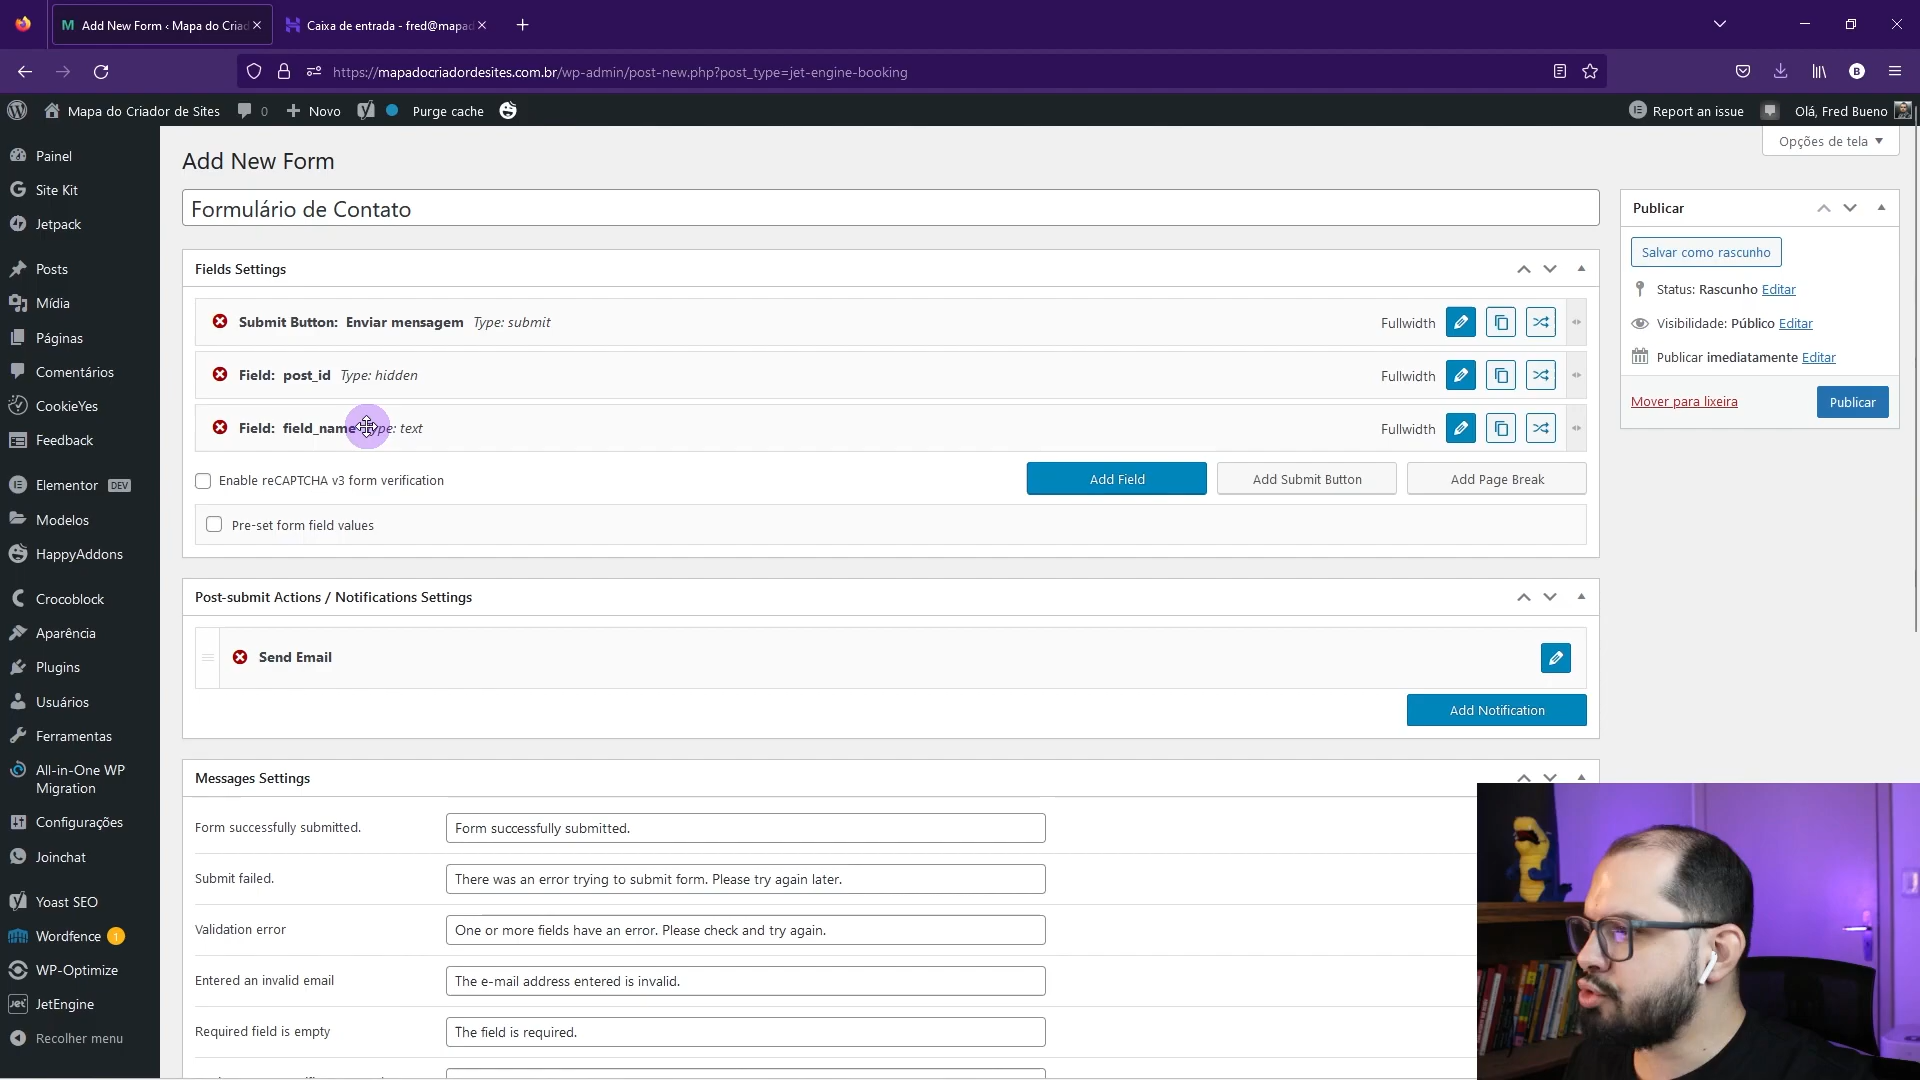 Add New Form ‹ Mapa do Criad
Caixa de entrada - fred@mapad
https://mapadocriadordesites.com.br/wp-admin/post-new.php?post_type=jet-engine-booking
B
Mapa do Criador de Sites
0
Novo
Purge cache
Report an issue
Olá, Fred Bueno
Opções de tela
Painel
Site Kit
Jetpack
Posts
Mídia
Páginas
Comentários
CookieYes
Feedback
Elementor DEV
Modelos
HappyAddons
Crocoblock
Aparência
Plugins
Usuários
Ferramentas
All-in-One WP
Migration
Configurações
Joinchat
Yoast SEO
Wordfence 1
WP-Optimize
JetEngine
Recolher menu
Add New Form
Formulário de Contato
Fields Settings
Submit Button: Enviar mensagem Type: submit
Fullwidth
Field: post_id Type: hidden
Fullwidth
Field: field_name Type: text
Fullwidth
Enable reCAPTCHA v3 form verification
Add Field
Add Submit Button
Add Page Break
Pre-set form field values
Post-submit Actions / Notifications Settings
Send Email
Add Notification
Messages Settings
Form successfully submitted.
Form successfully submitted.
Submit failed.
There was an error trying to submit form. Please try again later.
Validation error
One or more fields have an error. Please check and try again.
Entered an invalid email
The e-mail address entered is invalid.
Required field is empty
The field is required.
Publicar
Salvar como rascunho
Status: Rascunho Editar
Visibilidade: Público Editar
Publicar imediatamente Editar
Mover para lixeira
Publicar